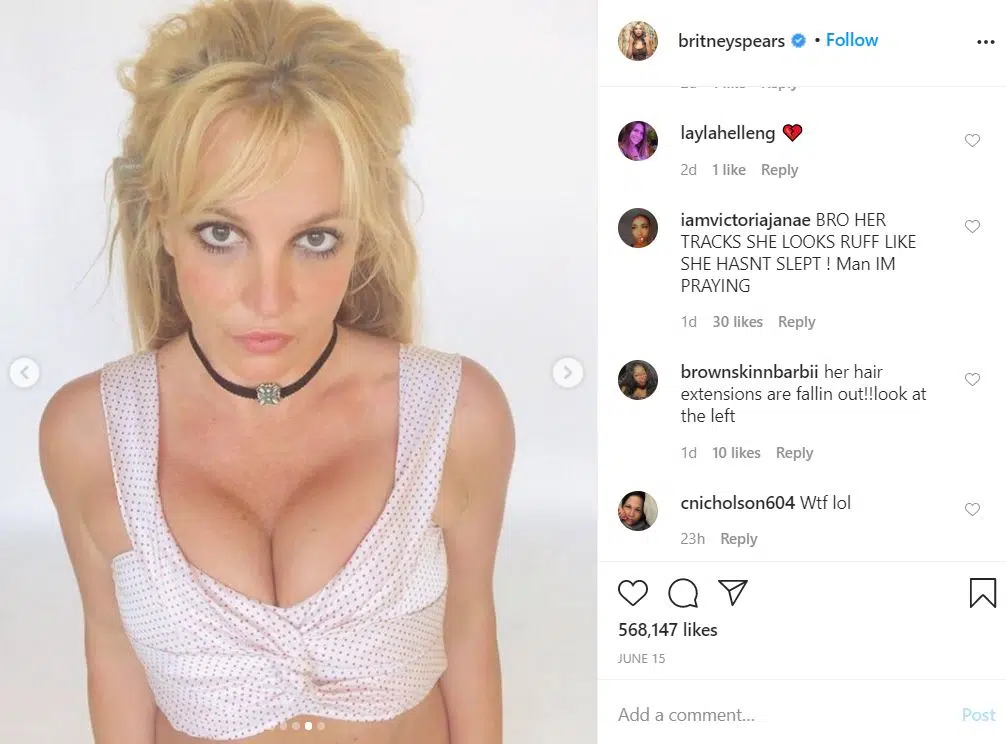 britneyspears • Follow
laylahelleng 💔
2d 1 like Reply
iamvictoriajanae BRO HER
TRACKS SHE LOOKS RUFF LIKE
SHE HASNT SLEPT ! Man IM
PRAYING
1d 30 likes Reply
brownskinnbarbii her hair
extensions are fallin out!!look at
the left
1d 10 likes Reply
cnicholson604 Wtf lol
23h Reply
568,147 likes
JUNE 15
Add a comment... Post